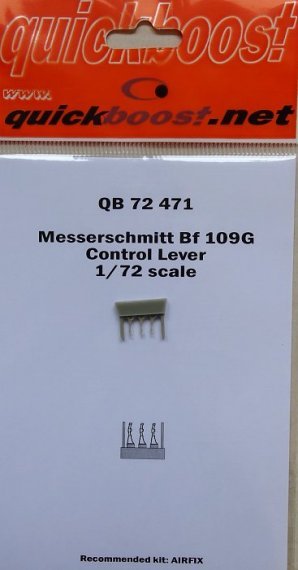 quickboost
www.
quickboost.net
QB 72 471
Messerschmitt Bf 109G
Control Lever
1/72 scale
Recommended kit: AIRFIX